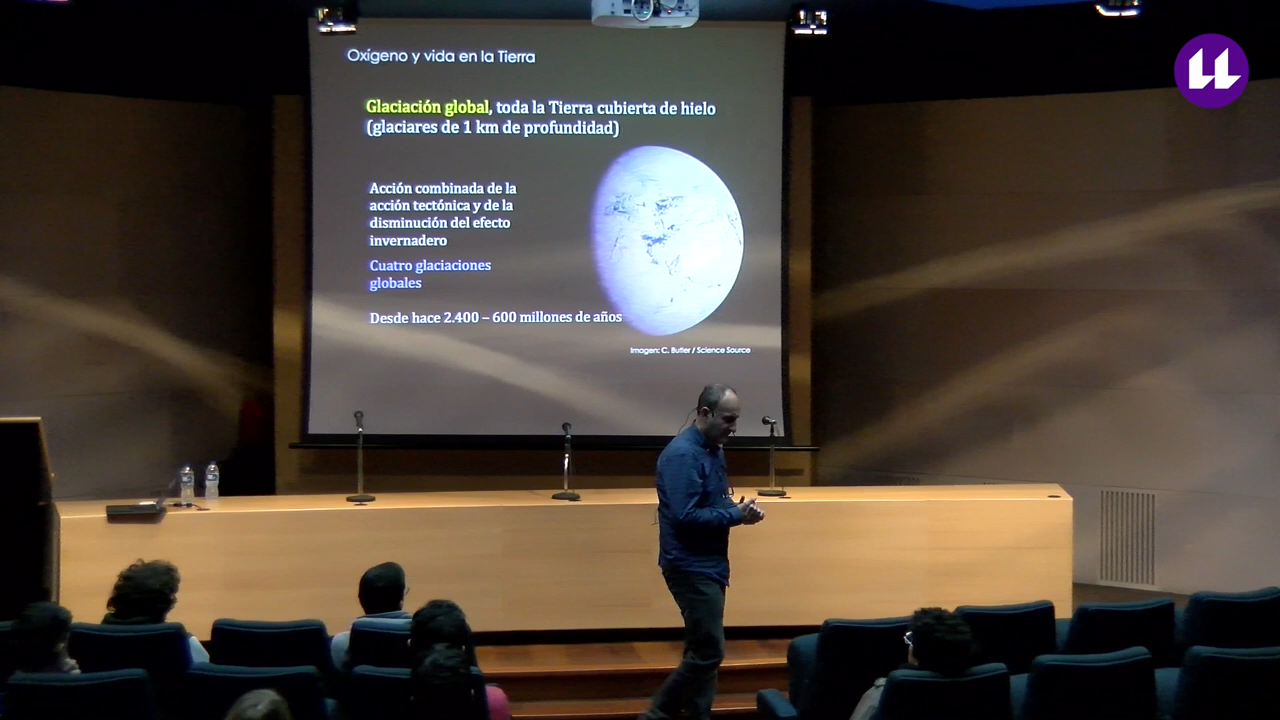 Oxígeno y vida en la Tierra
Glaciación global, toda la Tierra cubierta de hielo
(glaciares de 1 km de profundidad)
Acción combinada de la
acción tectónica y de la
disminución del efecto
invernadero
Cuatro glaciaciones
globales
Desde hace 2.400 – 600 millones de años
Imagen: C. Butler / Science Source